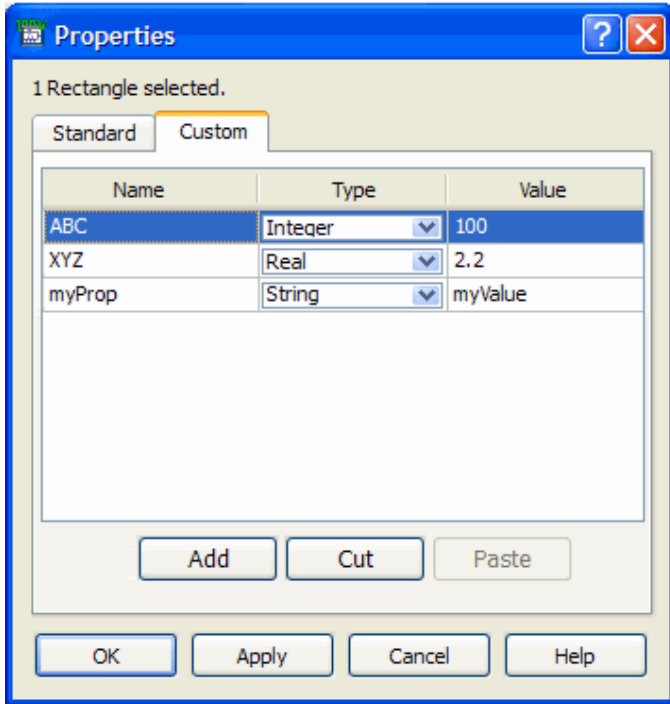 Properties
1 Rectangle selected.
Standard Custom
Name Type Value
ABC Integer 100
XYZ Real 2.2
myProp String myValue
Add Cut Paste
OK Apply Cancel Help